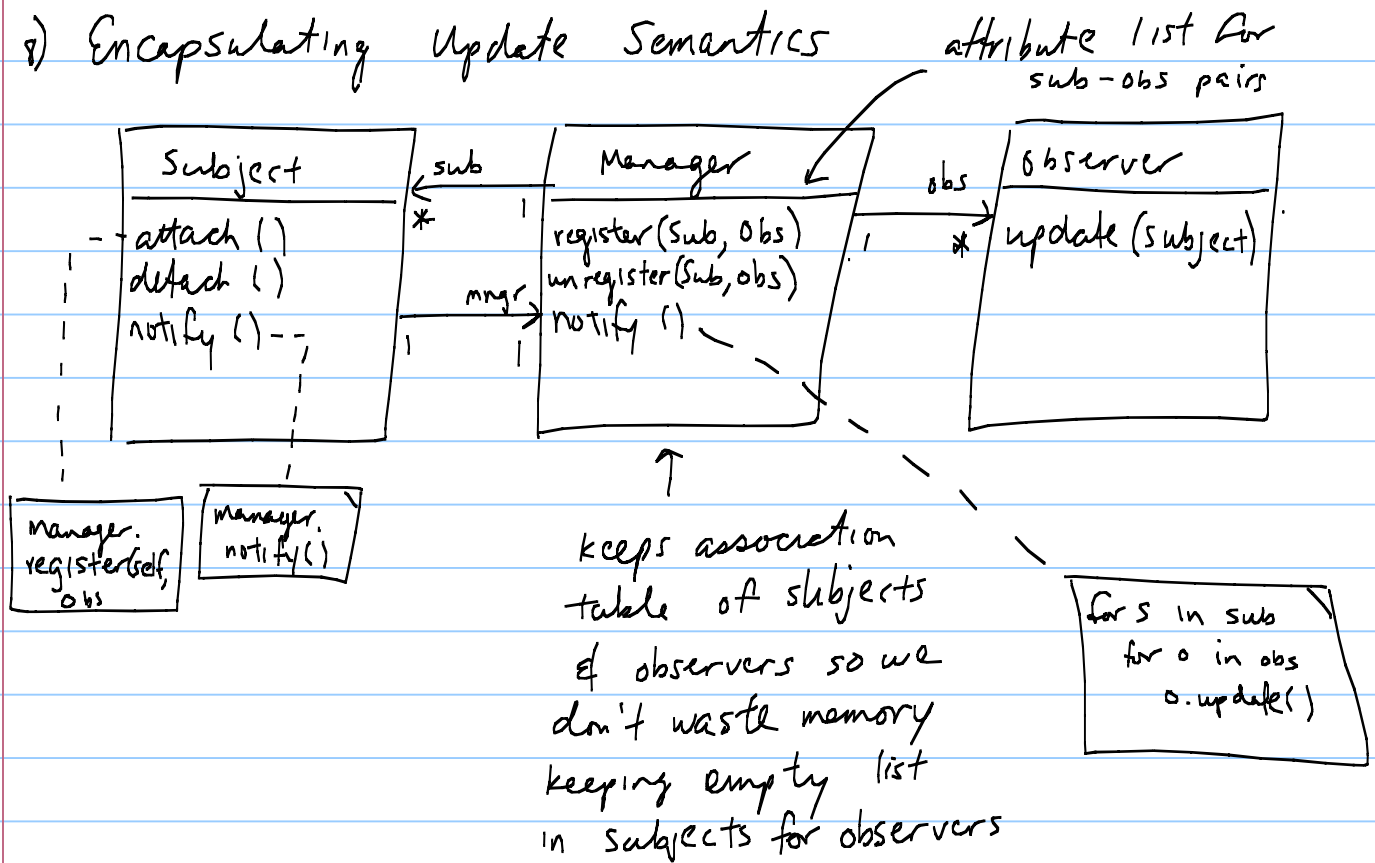 8) Encapsulating Update Semantics
attribute list for
sub-obs pairs
Subject
attach ()
detach ()
notify ()
sub
*
1
mngr
1
1
Manager
register(Sub, Obs)
unregister(Sub, obs)
notify ()
obs
1
*
Observer
update (subject)
manager.
register(self,
obs
manager.
notify()
keeps association
table of subjects
& observers so we
don't waste memory
keeping empty list
in subjects for observers
for s in sub
for o in obs
o.update()